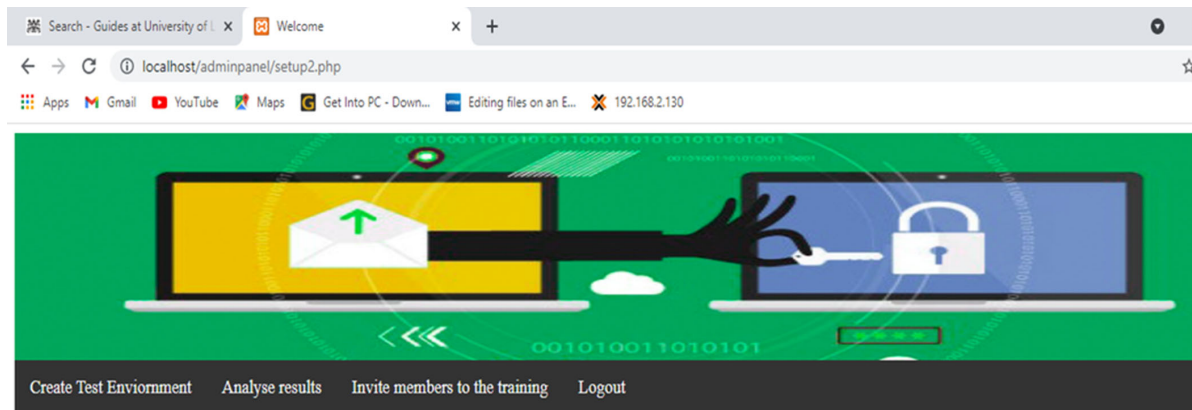 Search - Guides at University of L
Welcome
localhost/adminpanel/setup2.php
Apps Gmail YouTube Maps Get Into PC - Down... Editing files on an E... 192.168.2.130
001010011010101
Create Test Enviornment Analyse results Invite members to the training Logout